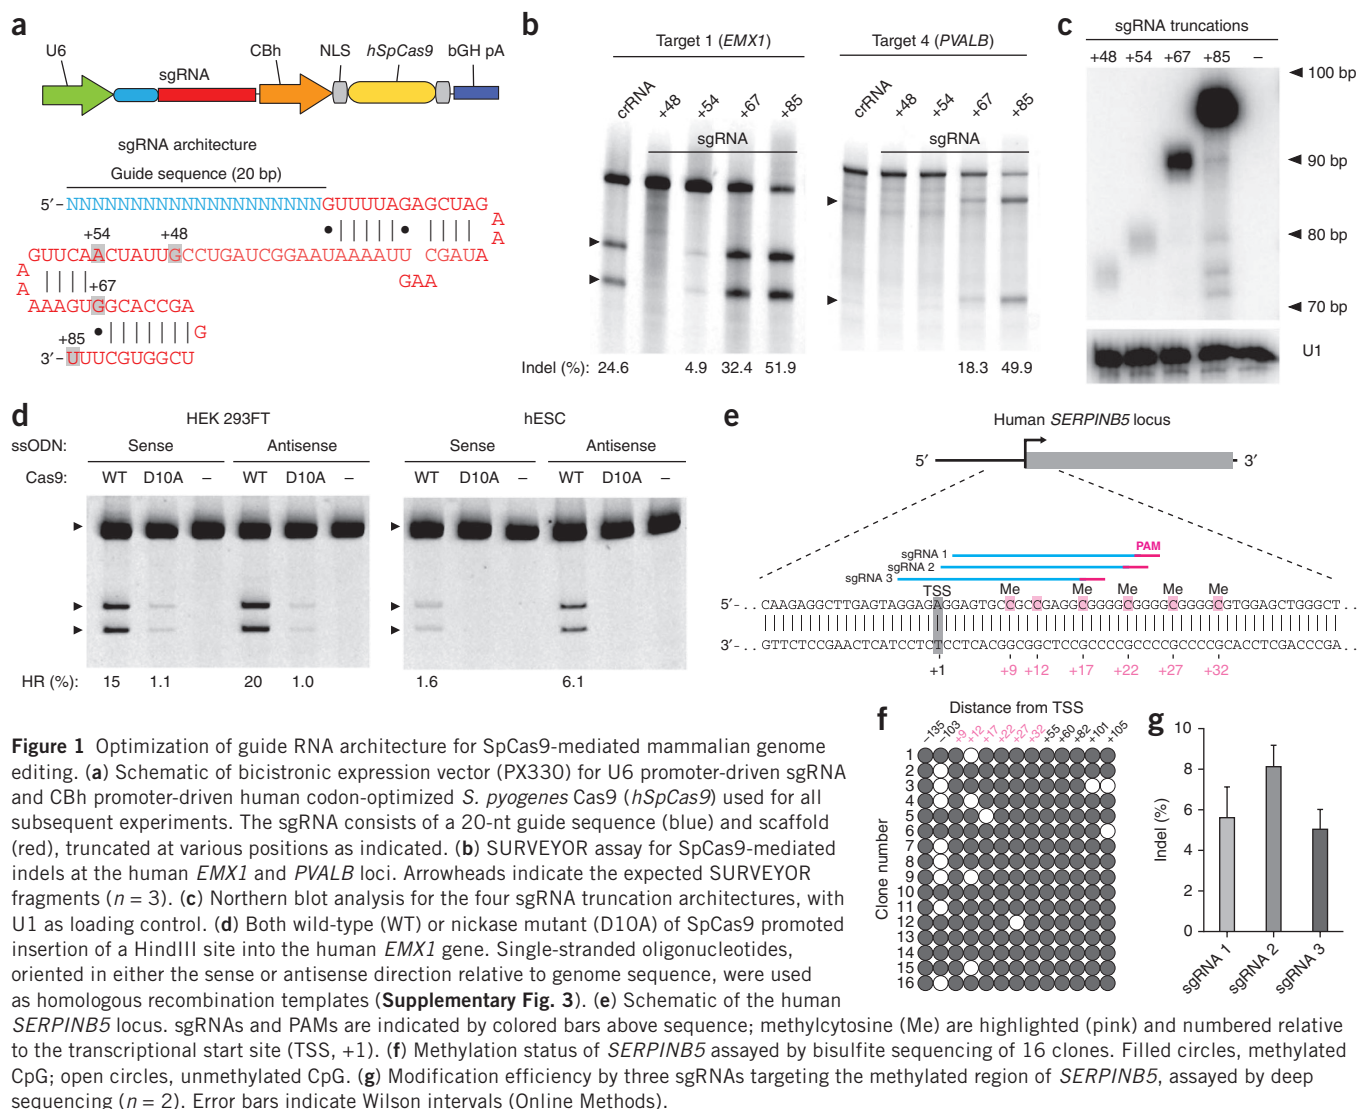 a
U6
sgRNA
CBh
NLS
hSpCas9
bGH pA
sgRNA architecture
Guide sequence (20 bp)
5′–NNNNNNNNNNNNNNNNNNNNGUUUUAGAGCUAG
A
A
+54 +48
GUUCAACUAUUGCCUGAUCGGAAUAAAAUU CGAUA
GAA
A
A
+67
AAAGUGGCACCGA
G
+85
3′–UUUCGUGGCU
b
Target 1 (EMX1)
crRNA +48 +54 +67 +85
sgRNA
Indel (%): 24.6 4.9 32.4 51.9
Target 4 (PVALB)
crRNA +48 +54 +67 +85
sgRNA
18.3 49.9
c
sgRNA truncations
+48 +54 +67 +85 –
100 bp
90 bp
80 bp
70 bp
U1
d
HEK 293FT hESC
ssODN: Sense Antisense Sense Antisense
Cas9: WT D10A – WT D10A – WT D10A – WT D10A –
HR (%): 15 1.1 20 1.0 1.6 6.1
e
Human SERPINB5 locus
5′ 3′
PAM
sgRNA 1
sgRNA 2
sgRNA 3
TSS Me Me Me Me Me
5′-..CAAGAGGCTTGAGTAGGAGAGGAGTGCCGCCGAGGCGGGGCGGGGCGGGGCGTGGAGCTGGGCT..
3′-..GTTCTCCGAACTCATCCTCTCCTCACGGCGGCTCCGCCCCGCCCCGCCCCGCACCTCGACCCGA..
+1 +9 +12 +17 +22 +27 +32
f
Distance from TSS
–135 –103 +9 +12 +17 +22 +27 +32 +55 +60 +82 +101 +105
Clone number
1
2
3
4
5
6
7
8
9
10
11
12
13
14
15
16
g
Indel (%)
10
8
6
4
2
0
sgRNA 1 sgRNA 2 sgRNA 3
Figure 1 Optimization of guide RNA architecture for SpCas9-mediated mammalian genome
editing. (a) Schematic of bicistronic expression vector (PX330) for U6 promoter-driven sgRNA
and CBh promoter-driven human codon-optimized S. pyogenes Cas9 (hSpCas9) used for all
subsequent experiments. The sgRNA consists of a 20-nt guide sequence (blue) and scaffold
(red), truncated at various positions as indicated. (b) SURVEYOR assay for SpCas9-mediated
indels at the human EMX1 and PVALB loci. Arrowheads indicate the expected SURVEYOR
fragments (n = 3). (c) Northern blot analysis for the four sgRNA truncation architectures, with
U1 as loading control. (d) Both wild-type (WT) or nickase mutant (D10A) of SpCas9 promoted
insertion of a HindIII site into the human EMX1 gene. Single-stranded oligonucleotides,
oriented in either the sense or antisense direction relative to genome sequence, were used
as homologous recombination templates (Supplementary Fig. 3). (e) Schematic of the human
SERPINB5 locus. sgRNAs and PAMs are indicated by colored bars above sequence; methylcytosine (Me) are highlighted (pink) and numbered relative
to the transcriptional start site (TSS, +1). (f) Methylation status of SERPINB5 assayed by bisulfite sequencing of 16 clones. Filled circles, methylated
CpG; open circles, unmethylated CpG. (g) Modification efficiency by three sgRNAs targeting the methylated region of SERPINB5, assayed by deep
sequencing (n = 2). Error bars indicate Wilson intervals (Online Methods).